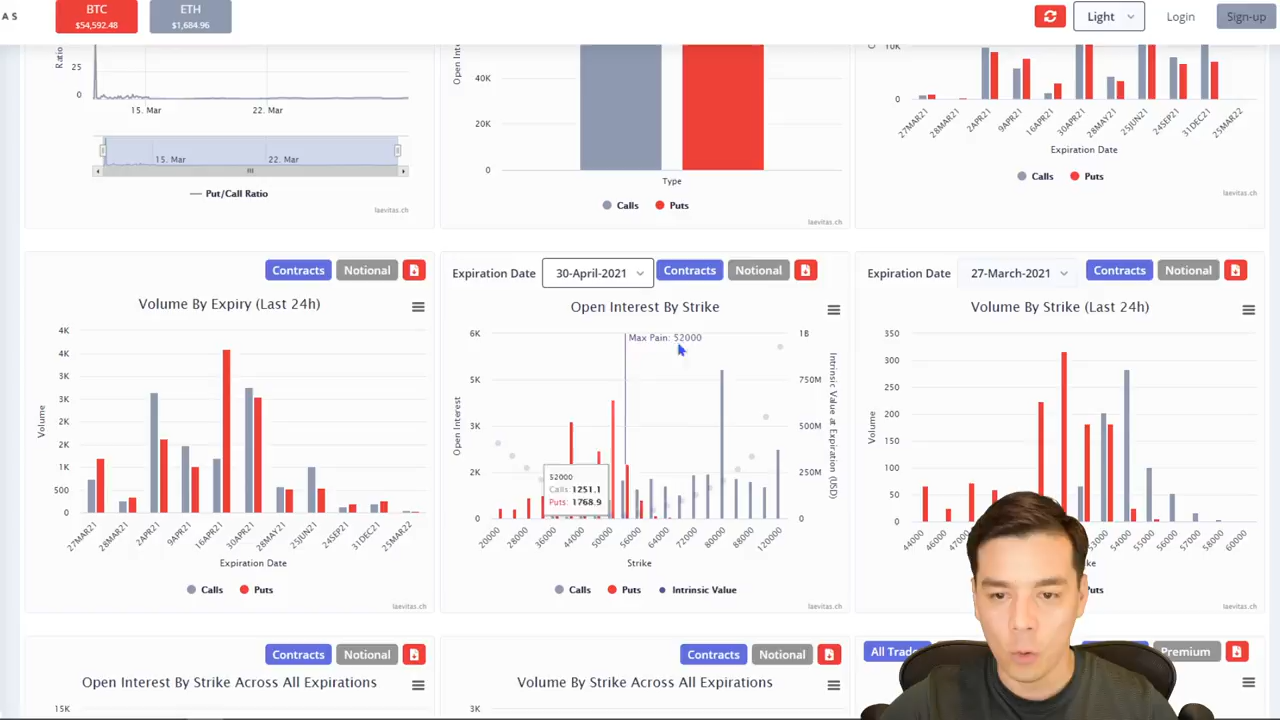 A S
BTC
$54,592.48
ETH
$1,684.96
Light
Login
Sign-up
Ratio
25
0
15. Mar
22. Mar
15. Mar
22. Mar
Put/Call Ratio
laevitas.ch
Open Inte
40K
20K
0
Type
Calls
Puts
laevitas.ch
10K
0
27MAR21
28MAR21
2APR21
9APR21
16APR21
30APR21
28MAY21
25JUN21
24SEP21
31DEC21
25MAR22
Expiration Date
Calls
Puts
laevitas.ch
Contracts
Notional
Volume By Expiry (Last 24h)
4K
4K
3K
3K
2K
2K
1K
500
0
Volume
27MAR21
28MAR21
2APR21
9APR21
16APR21
30APR21
28MAY21
25JUN21
24SEP21
31DEC21
25MAR22
Expiration Date
Calls
Puts
laevitas.ch
Expiration Date
30-April-2021
Contracts
Notional
Open Interest By Strike
Max Pain: 52000
6K
5K
3K
2K
0
Open Interest
1B
750M
500M
250M
0
Intrinsic Value at Expiration (USD)
52000
Calls: 1251.1
Puts: 1768.9
20000
28000
36000
44000
50000
56000
64000
72000
80000
88000
120000
Strike
Calls
Puts
Intrinsic Value
laevitas.ch
Expiration Date
27-March-2021
Contracts
Notional
Volume By Strike (Last 24h)
350
300
250
200
150
100
50
0
Volume
44000
46000
53000
54000
55000
56000
57000
58000
60000
Puts
laevitas.ch
Contracts
Notional
Open Interest By Strike Across All Expirations
15K
Contracts
Notional
Volume By Strike Across All Expirations
3K
All Trad
Premium